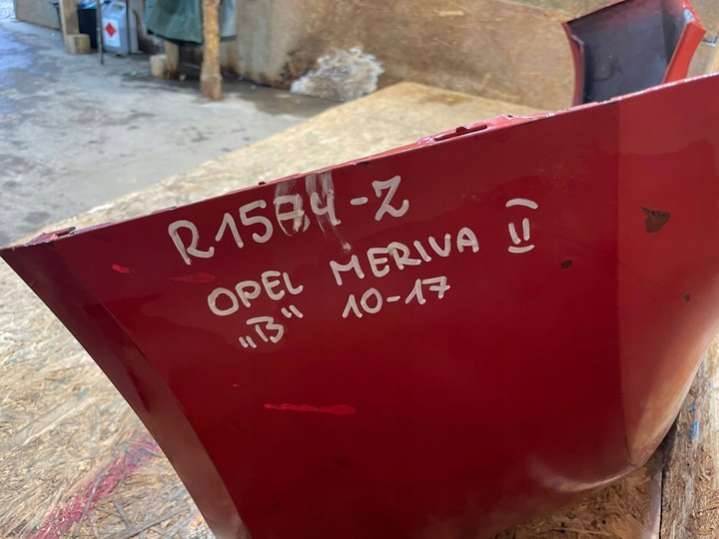 R1574-Z
OPEL MERIVA II
„B" 10-17